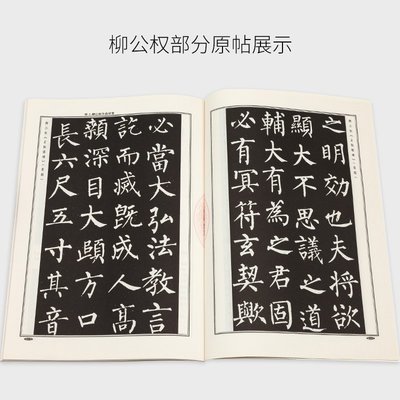 柳公权部分原帖展示
之明効也夫将欲
顯大不思議之道
輔大有為之君固
必有冥符玄契歟
必當大弘法教言
訖而滅既成人高
顙深目大頤方口
長六尺五寸其音